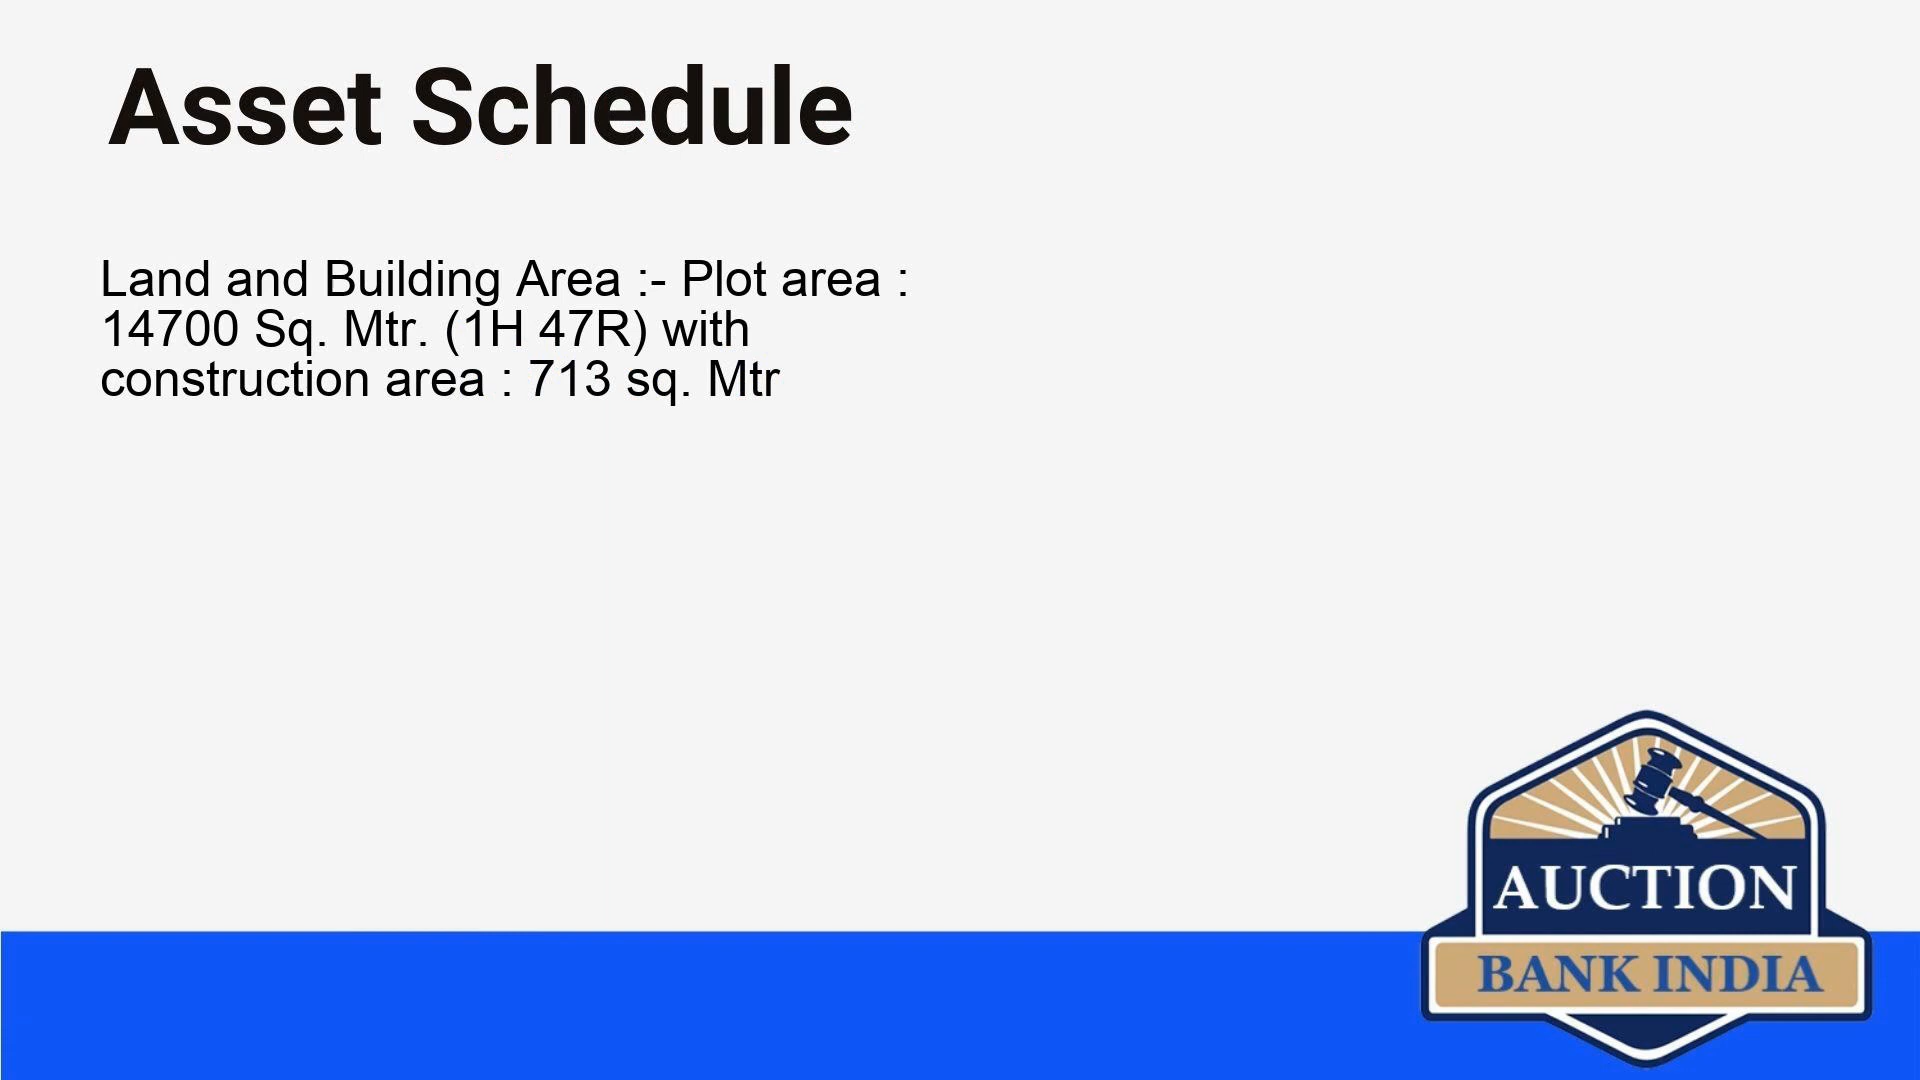 Asset Schedule
Land and Building Area :- Plot area :
14700 Sq. Mtr. (1H 47R) with
construction area : 713 sq. Mtr
AUCTION
BANK INDIA